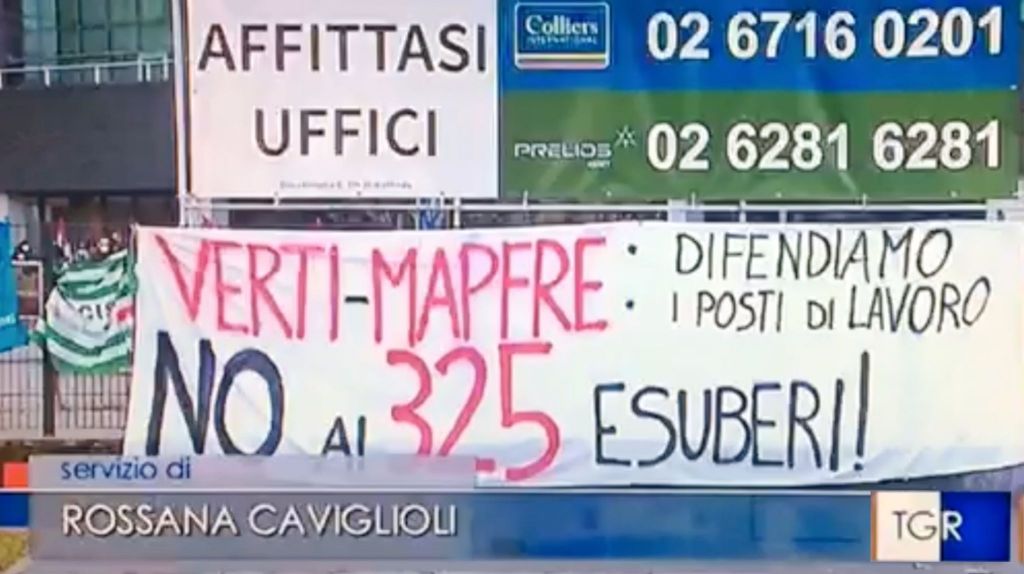 AFFITTASI
UFFICI
Colliers
INTERNATIONAL
02 6716 0201
PRELIOS
02 6281 6281
VERTI-MAPFRE: DIFENDIAMO
I POSTI DI LAVORO
NO AI 325 ESUBERI!
servizio di
ROSSANA CAVIGLIOLI
TGR